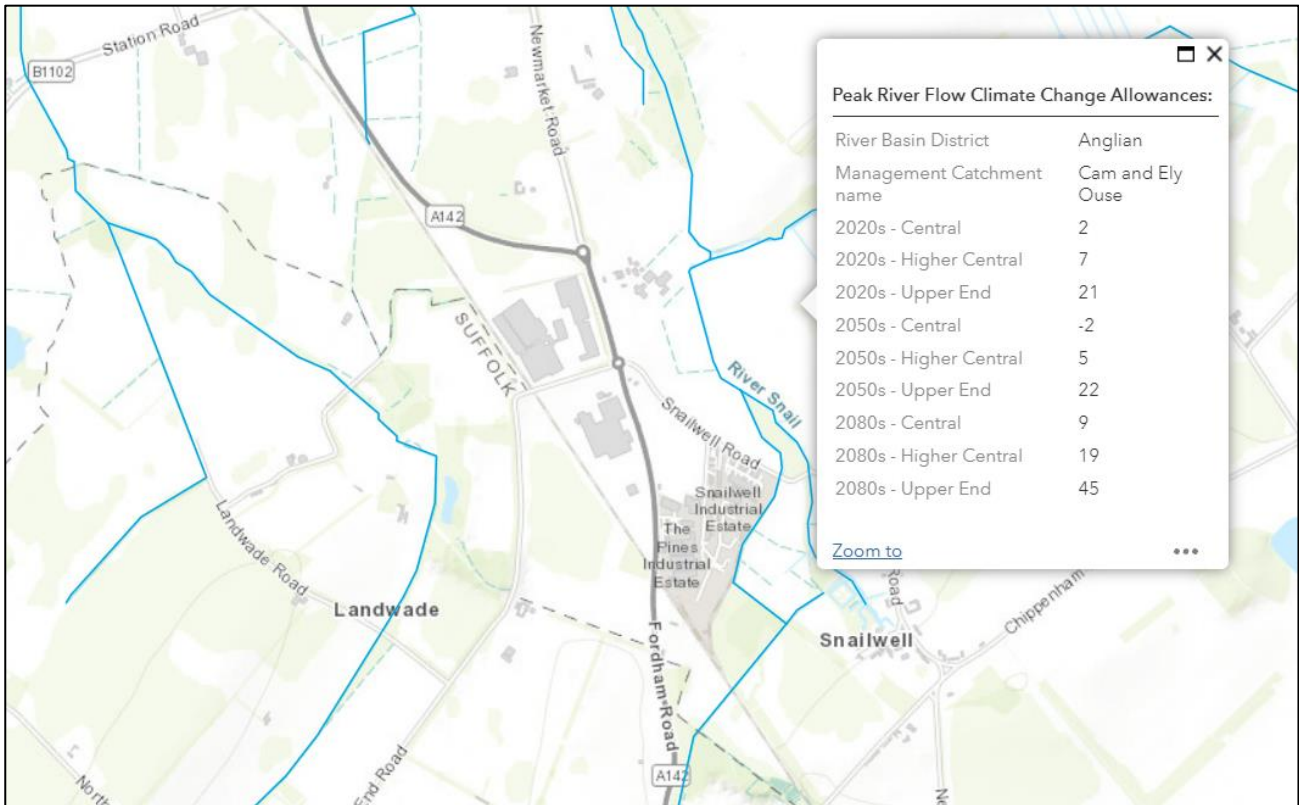 Station Road
B1102
Newmarket Road
A142
SUFFOLK
River Snail
Snailwell Road
Snailwell
Industrial
Estate
The
Pines
Industrial
Estate
Landwade Road
Landwade
Fordham Road
A142
End Road
Snailwell
Road
Chippenham
Peak River Flow Climate Change Allowances:
River Basin District Anglian
Management Catchment Cam and Ely
name Ouse
2020s - Central 2
2020s - Higher Central 7
2020s - Upper End 21
2050s - Central -2
2050s - Higher Central 5
2050s - Upper End 22
2080s - Central 9
2080s - Higher Central 19
2080s - Upper End 45
Zoom to